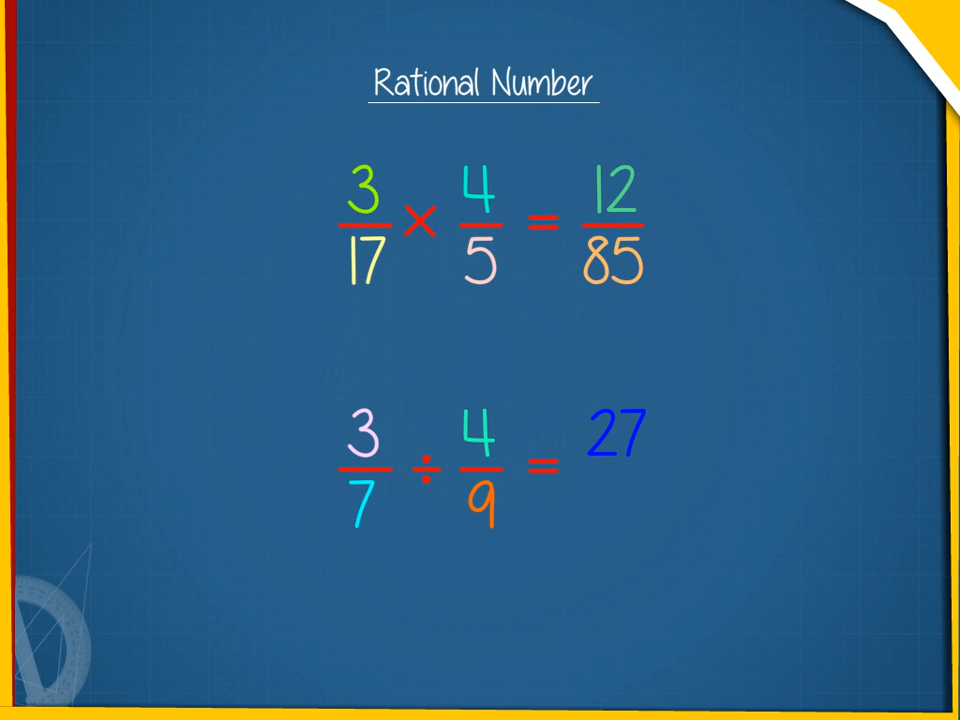 Rational Number
3/17 × 4/5 = 12/85
3/7 ÷ 4/9 = 27